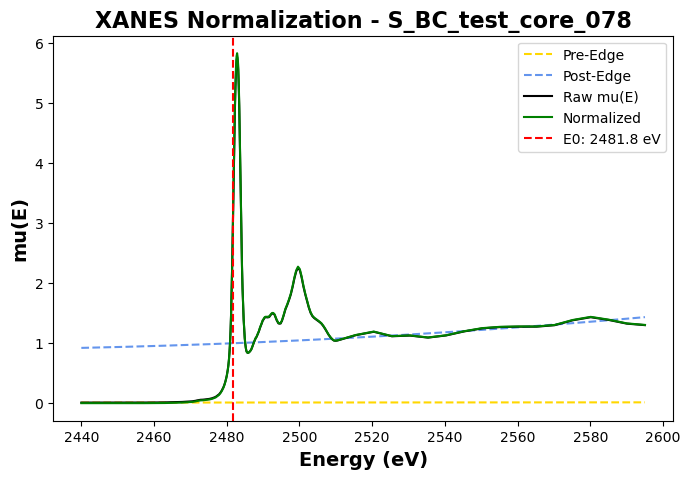 XANES Normalization - S_BC_test_core_078
mu(E)
6
5
4
3
2
1
0
Pre-Edge
Post-Edge
Raw mu(E)
Normalized
E0: 2481.8 eV
2440 2460 2480 2500 2520 2540 2560 2580 2600
Energy (eV)